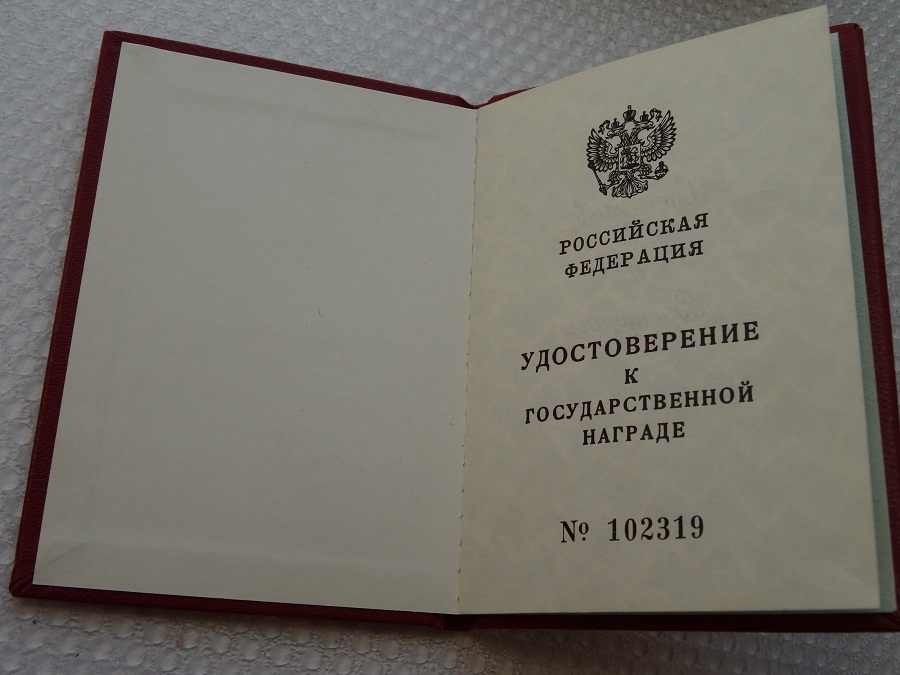 РОССИЙСКАЯ
ФЕДЕРАЦИЯ
УДОСТОВЕРЕНИЕ
К
ГОСУДАРСТВЕННОЙ
НАГРАДЕ
№ 102319